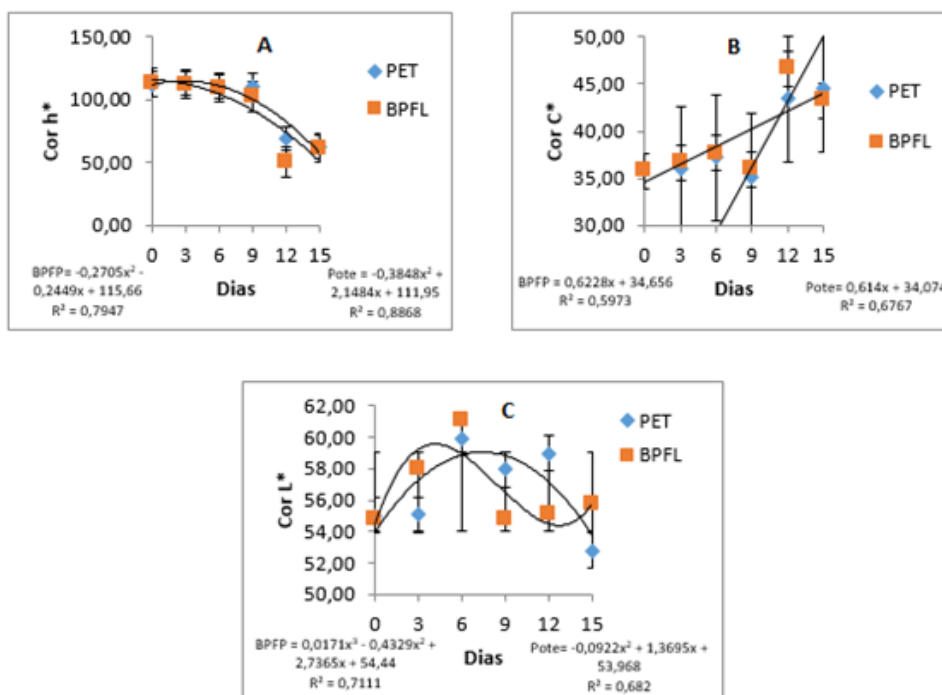 A
150,00
100,00
50,00
0,00
Cor h*
PET
BPFL
0 3 6 9 12 15
Dias
BPFP= -0,2705x² -
0,2449x + 115,66
R² = 0,7947
Pote = -0,3848x² +
2,1484x + 111,95
R² = 0,8868
B
50,00
45,00
40,00
35,00
30,00
Cor C*
PET
BPFL
0 3 6 9 12 15
Dias
BPFP = 0,6228x + 34,656
R² = 0,5973
Pote= 0,614x + 34,074
R² = 0,6767
C
62,00
60,00
58,00
56,00
54,00
52,00
50,00
Cor L*
PET
BPFL
0 3 6 9 12 15
Dias
BPFP = 0,0171x³ - 0,4329x² +
2,7365x + 54,44
R² = 0,7111
Pote= -0,0922x² + 1,3695x +
53,968
R² = 0,682